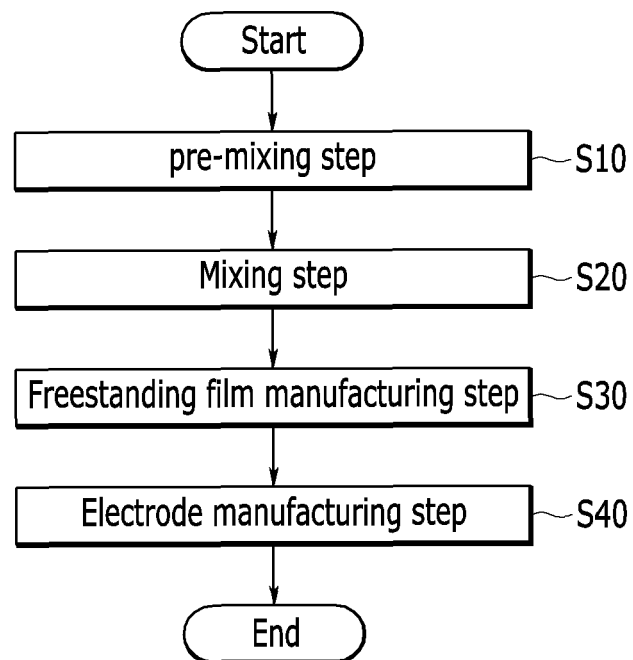 Start
pre-mixing step
S10
Mixing step
S20
Freestanding film manufacturing step
S30
Electrode manufacturing step
S40
End